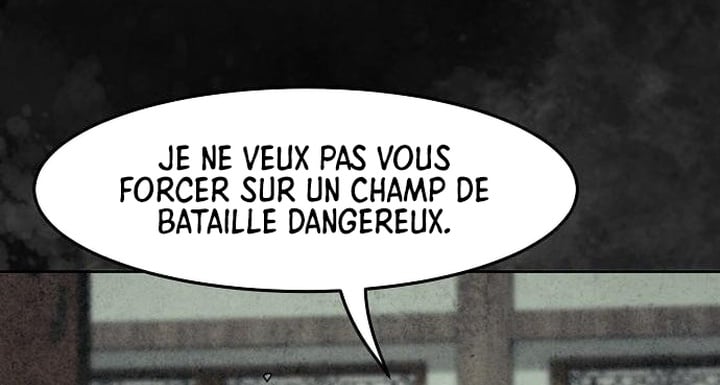 JE NE VEUX PAS VOUS
FORCER SUR UN CHAMP DE
BATAILLE DANGEREUX.